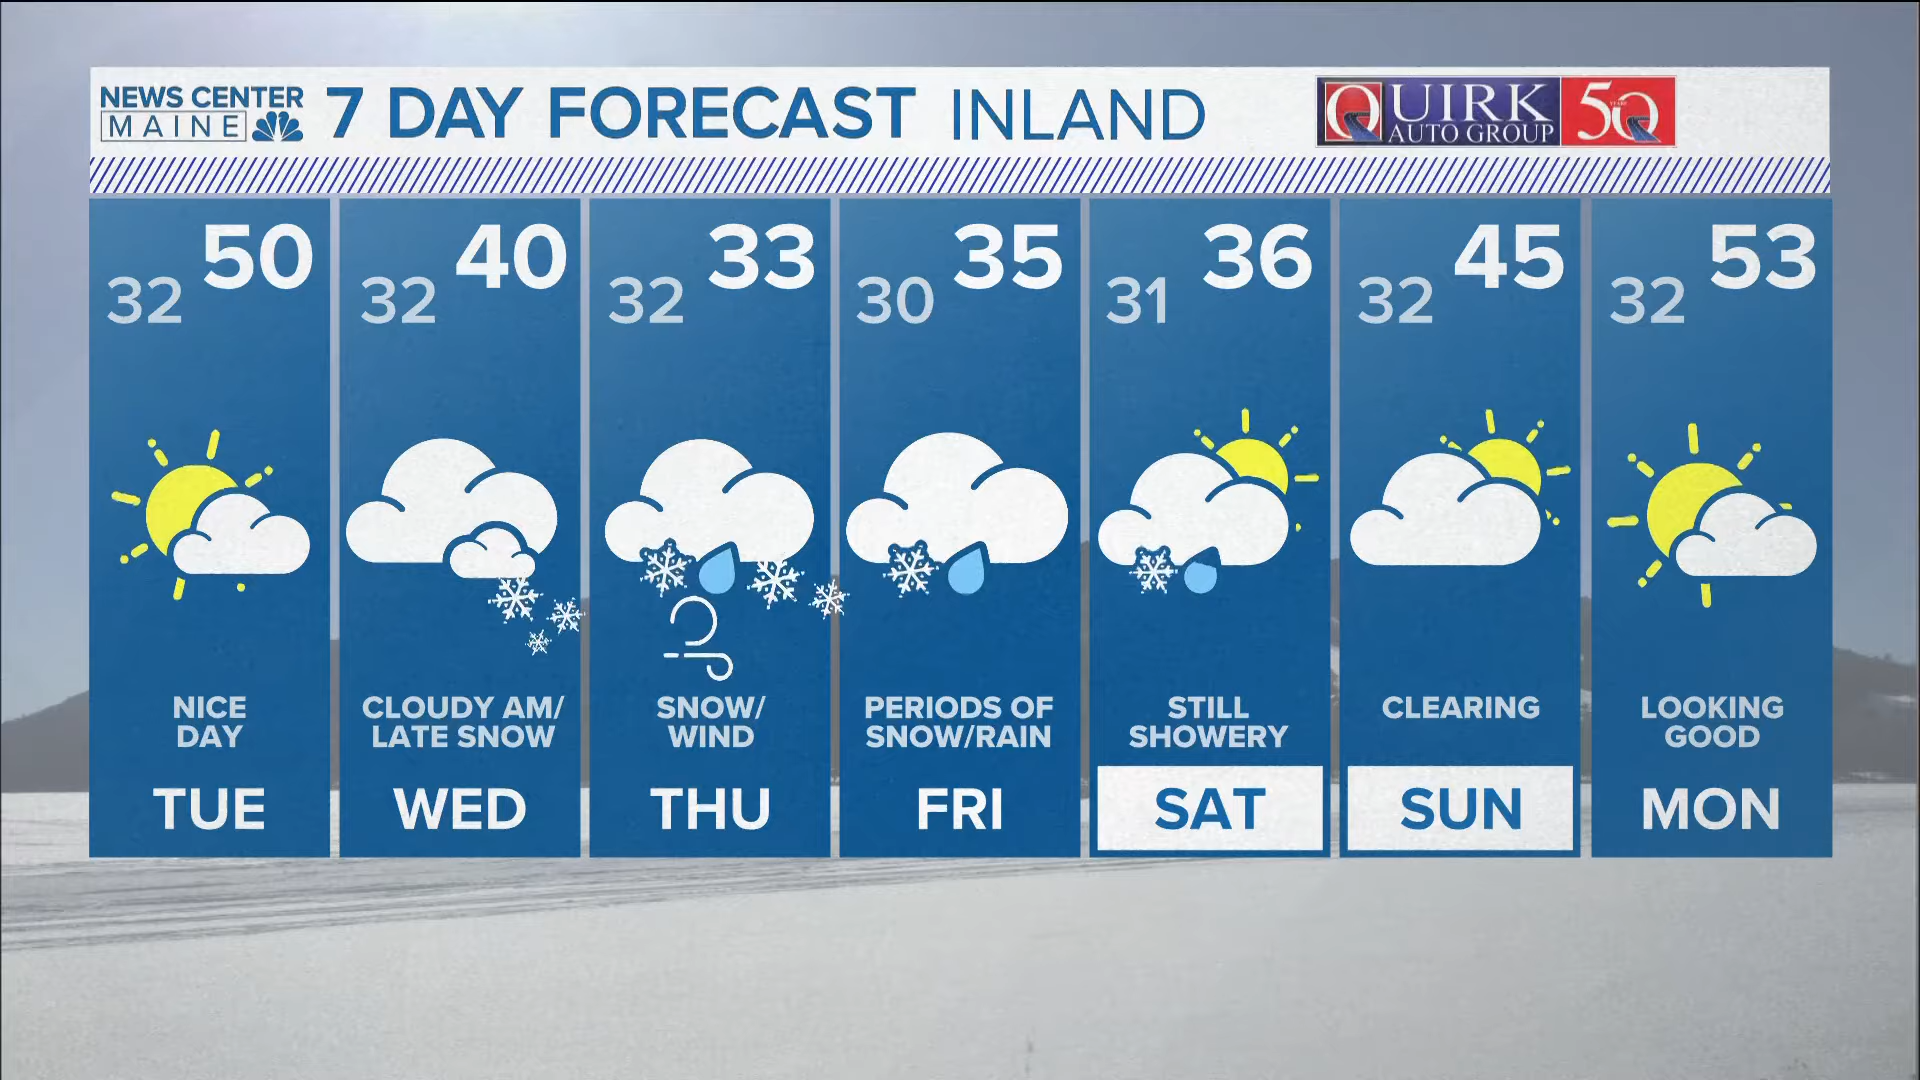 NEWS CENTER
MAINE
7 DAY FORECAST INLAND
QUIRK
AUTO GROUP
50
YEARS
32 50
32 40
32 33
30 35
31 36
32 45
32 53
NICE
DAY
CLOUDY AM/
LATE SNOW
SNOW/
WIND
PERIODS OF
SNOW/RAIN
STILL
SHOWERY
CLEARING
LOOKING
GOOD
TUE
WED
THU
FRI
SAT
SUN
MON